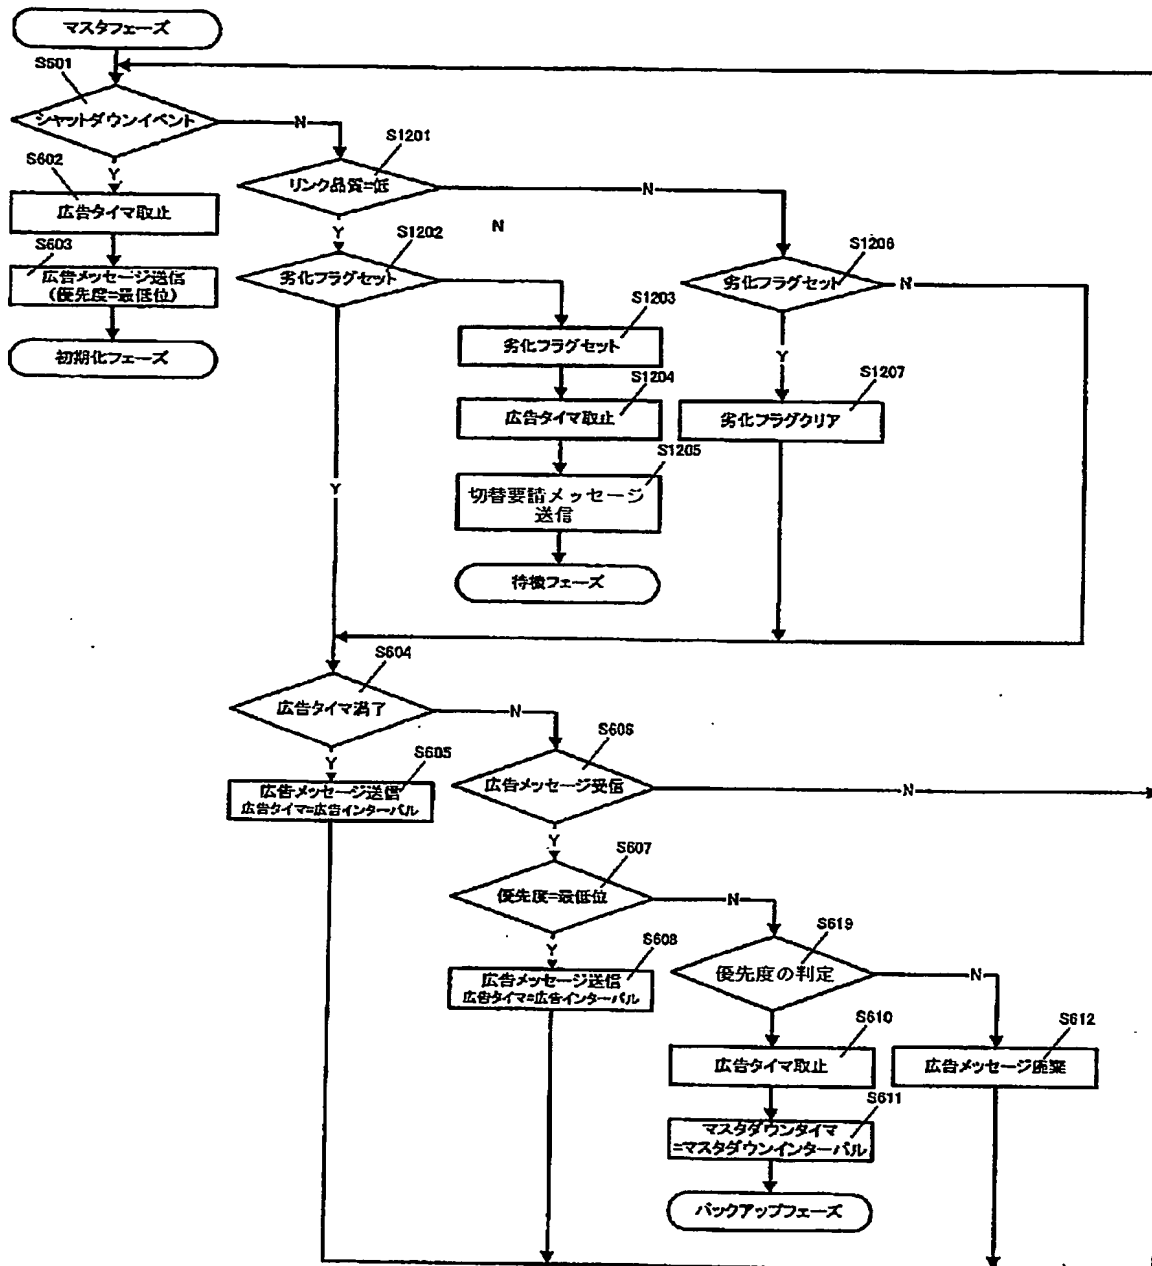 マスタフェーズ
S601
シャットダウンイベント
N
Y
S602
広告タイマ取止
S603
広告メッセージ送信
(優先度=最低位)
初期化フェーズ
S1201
リンク品質=低
N
Y
N
S1202
劣化フラグセット
Y
S1203
劣化フラグセット
S1204
広告タイマ取止
S1205
切替要請メッセージ
送信
待機フェーズ
S1206
劣化フラグセット
N
Y
S1207
劣化フラグクリア
S604
広告タイマ満了
N
Y
S605
広告メッセージ送信
広告タイマ=広告インターバル
S606
広告メッセージ受信
N
Y
S607
優先度=最低位
N
Y
S608
広告メッセージ送信
広告タイマ=広告インターバル
S619
優先度の判定
N
S610
広告タイマ取止
S611
マスタダウンタイマ
=マスタダウンインターバル
バックアップフェーズ
S612
広告メッセージ廃棄